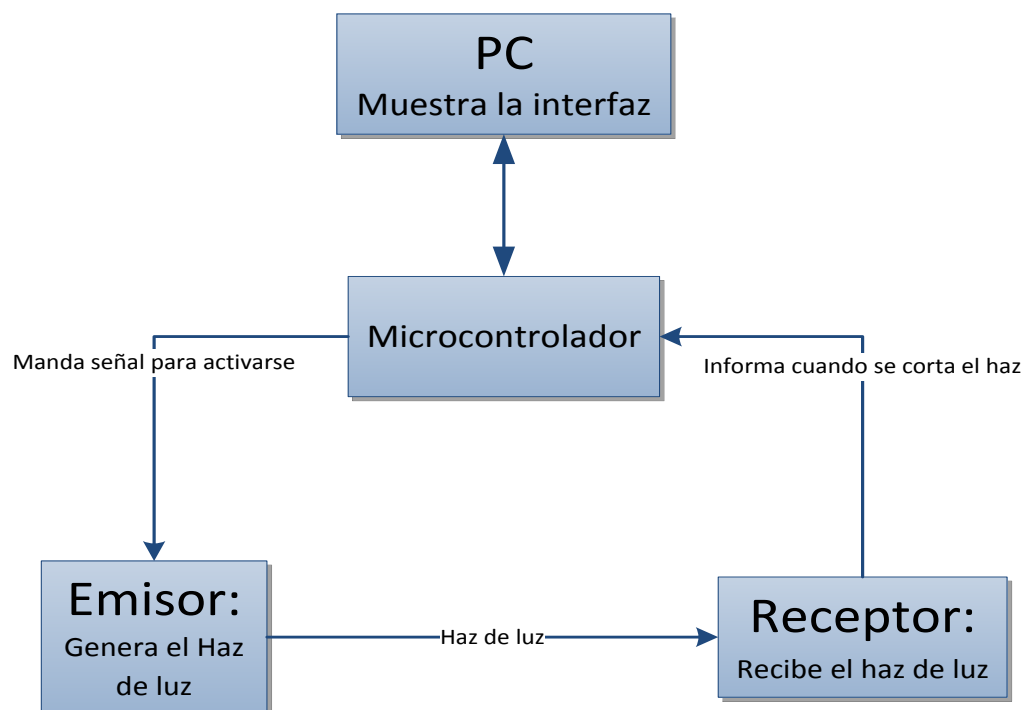 PC
Muestra la interfaz
Microcontrolador
Manda señal para activarse
Informa cuando se corta el haz
Emisor:
Genera el Haz
de luz
Haz de luz
Receptor:
Recibe el haz de luz